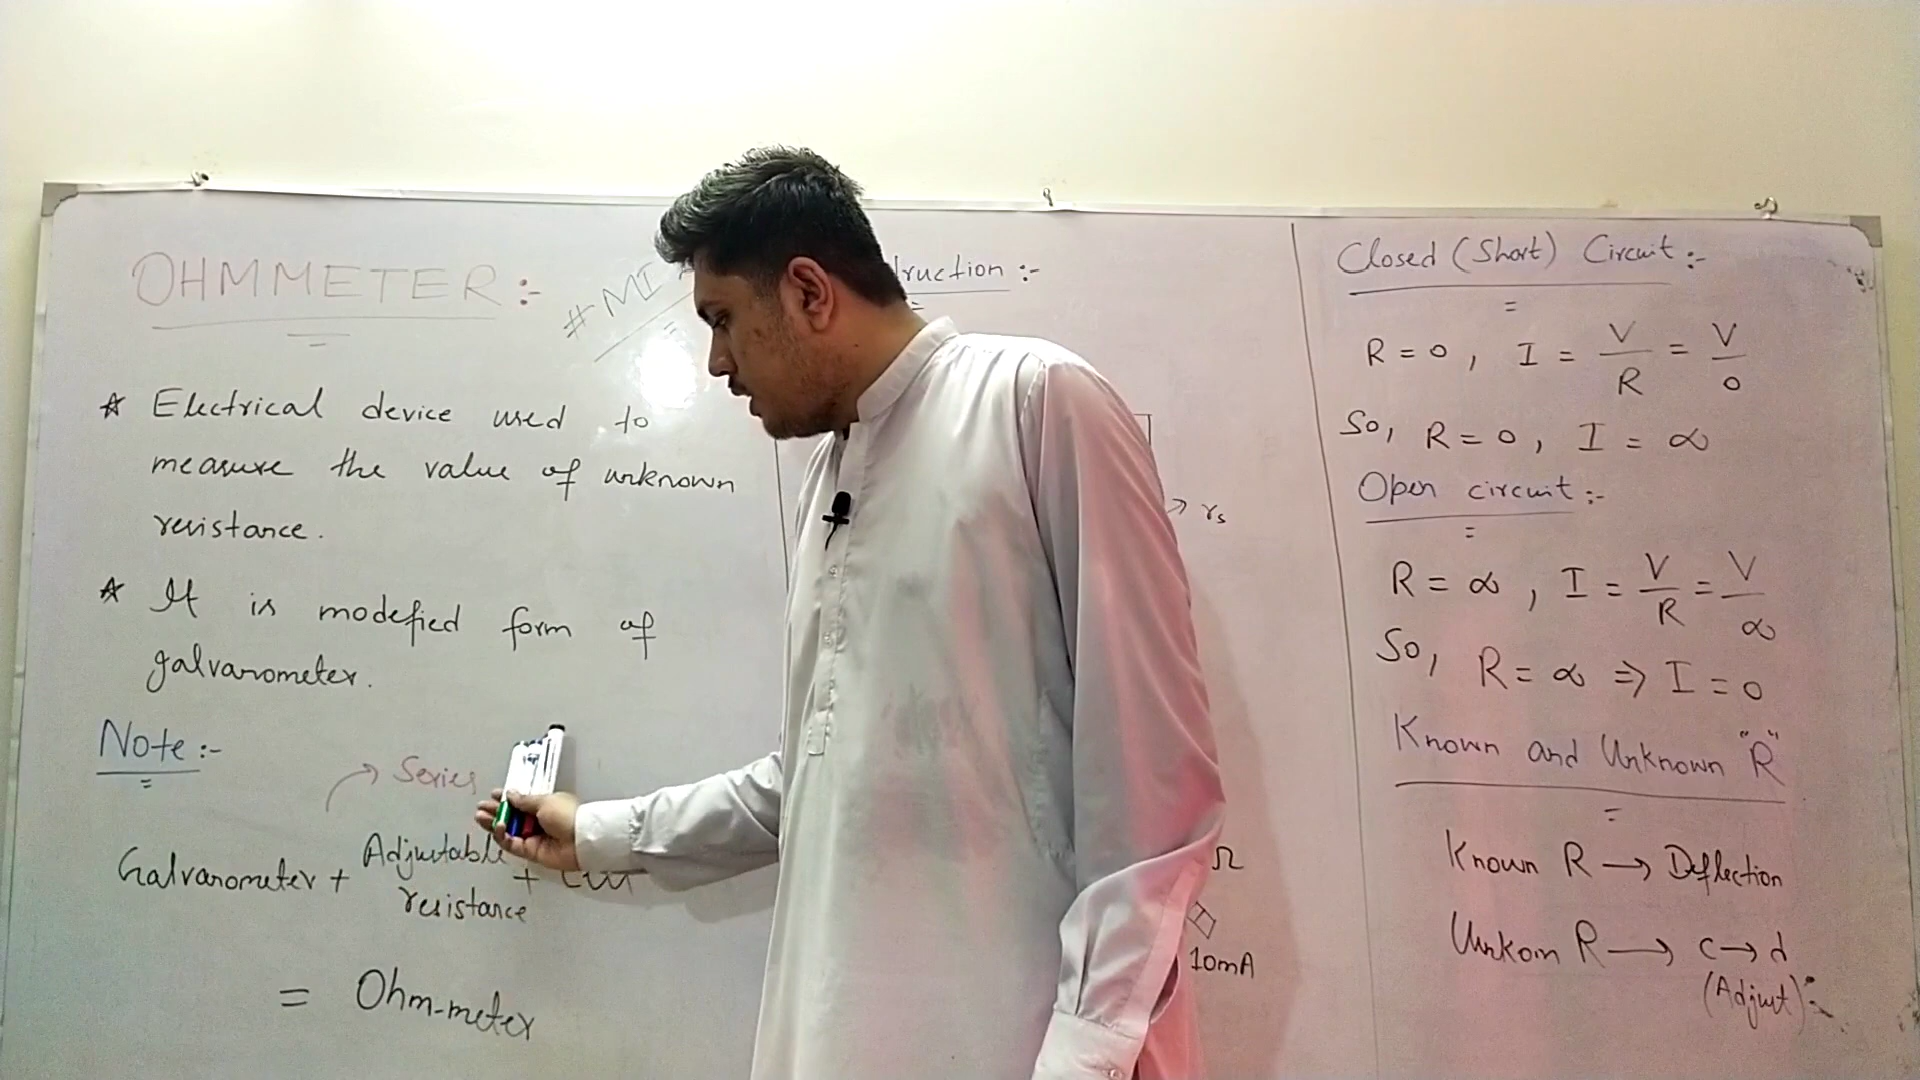 OHMMETER :-
# MI
☆ Electrical device used to
measure the value of unknown
resistance.
☆ It is modefied form of
galvanometer.
Note :-
→ Series
Galvanometer + Adjustable resistance +
= Ohm-meter
truction :-
→ rs
Ω
10mA
Closed (Short) Circuit :-
R = 0 , I = V/R = V/0
So, R = 0 , I = ∞
Open circuit :-
R = ∞ , I = V/R = V/∞
So, R = ∞ ⇒ I = 0
Known and Unknown "R"
Known R → Deflection
Unkown R → c → d
(Adjust) :